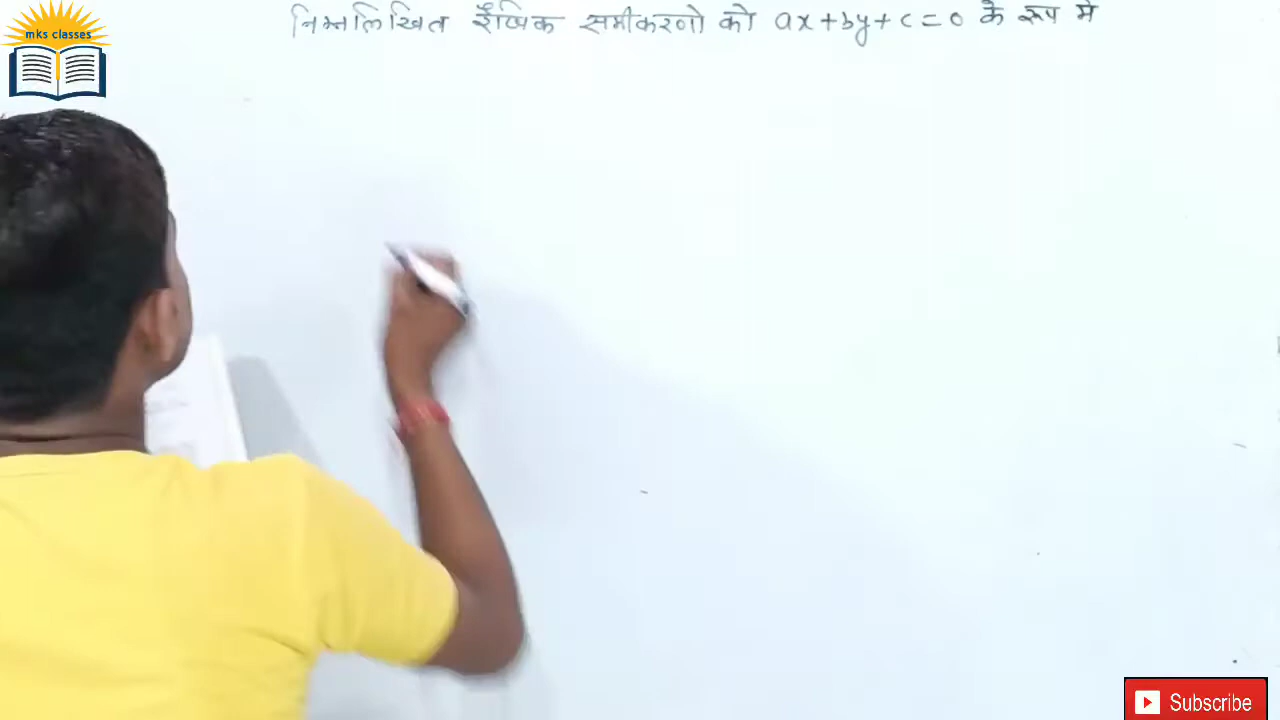 mks classes
निम्नलिखित रैखिक समीकरणो को ax+by+c=0 के रूप मे
Subscribe